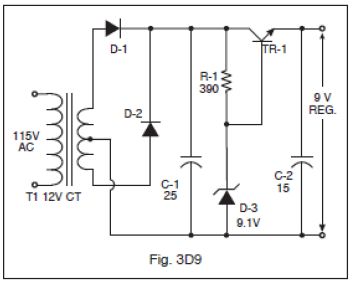 D-1
TR-1
R-1
390
9 V
REG.
D-2
115V
AC
C-1
25
C-2
15
T1 12V CT
D-3
9.1V
Fig. 3D9